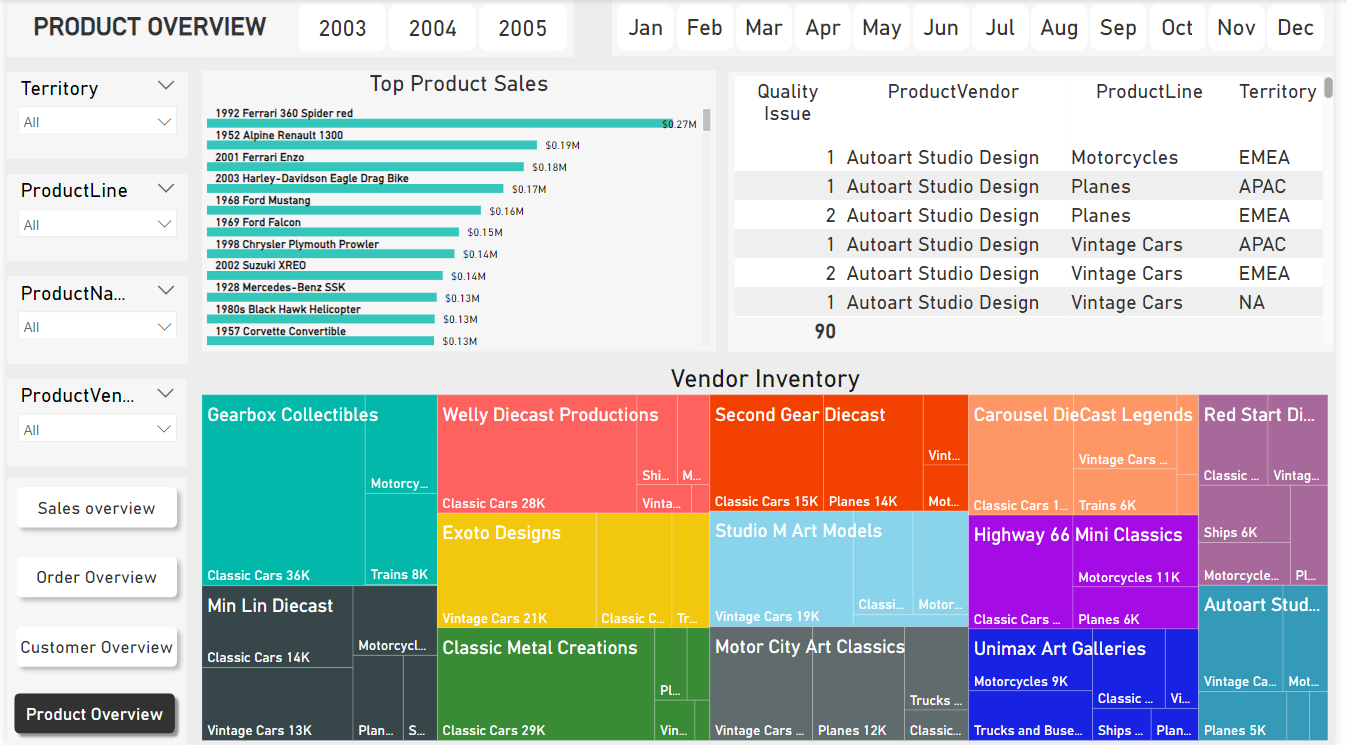 PRODUCT OVERVIEW
2003
2004
2005
Jan
Feb
Mar
Apr
May
Jun
Jul
Aug
Sep
Oct
Nov
Dec
Territory
All
ProductLine
All
ProductNa...
All
ProductVen...
All
Sales overview
Order Overview
Customer Overview
Product Overview
Top Product Sales
1992 Ferrari 360 Spider red
$0.27M
1952 Alpine Renault 1300
$0.19M
2001 Ferrari Enzo
$0.18M
2003 Harley-Davidson Eagle Drag Bike
$0.17M
1968 Ford Mustang
$0.16M
1969 Ford Falcon
$0.15M
1998 Chrysler Plymouth Prowler
$0.14M
2002 Suzuki XREO
$0.14M
1928 Mercedes-Benz SSK
$0.13M
1980s Black Hawk Helicopter
$0.13M
1957 Corvette Convertible
$0.13M
Quality Issue ProductVendor ProductLine Territory
1 Autoart Studio Design Motorcycles EMEA
1 Autoart Studio Design Planes APAC
2 Autoart Studio Design Planes EMEA
1 Autoart Studio Design Vintage Cars APAC
2 Autoart Studio Design Vintage Cars EMEA
1 Autoart Studio Design Vintage Cars NA
90
Vendor Inventory
Gearbox Collectibles
Motorcy...
Classic Cars 36K
Trains 8K
Min Lin Diecast
Motorcycl...
Classic Cars 14K
Vintage Cars 13K
Plan...
S...
Welly Diecast Productions
Shi...
M...
Classic Cars 28K
Vinta...
Exoto Designs
Vintage Cars 21K
Classic C...
Tr...
Classic Metal Creations
Pl...
Classic Cars 29K
Vin...
Second Gear Diecast
Vint...
Classic Cars 15K
Planes 14K
Mot...
Studio M Art Models
Classi...
Motor...
Vintage Cars 19K
Motor City Art Classics
Trucks ...
Vintage Cars ...
Planes 12K
Classic...
Carousel DieCast Legends
Vintage Cars ...
Classic Cars 1...
Trains 6K
Highway 66 Mini Classics
Motorcycles 11K
Classic Cars ...
Planes 6K
Unimax Art Galleries
Motorcycles 9K
Classic ...
Vi...
Trucks and Buse...
Ships ...
Plan...
Red Start Di...
Classic ...
Vintag...
Ships 6K
Motorcycle...
Pl...
Autoart Stud...
Vintage Ca...
Mot...
Planes 5K